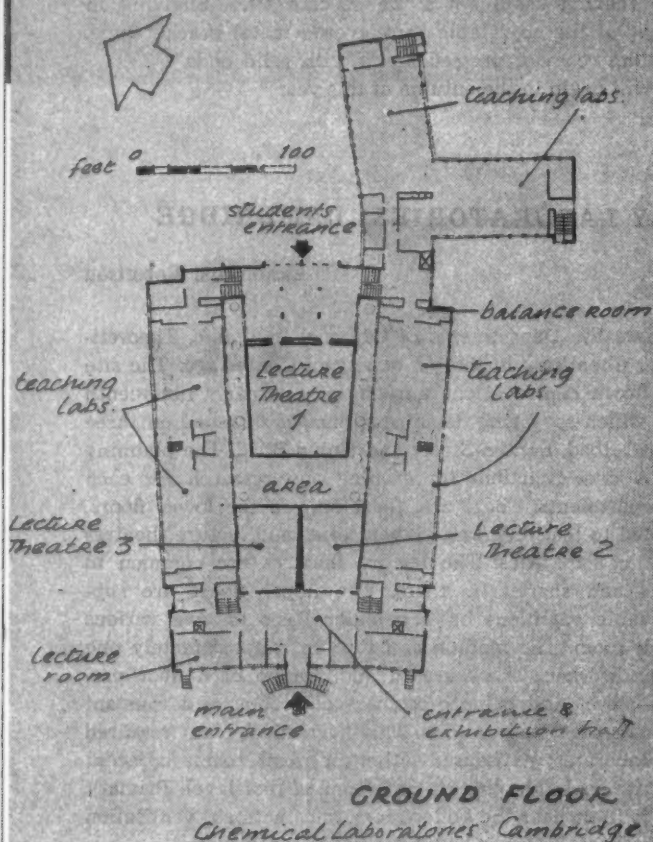 0 100
feet
teaching labs.
students
entrance
Y LABORATORI
balance room
Lecture
Theatre
1
teaching
labs.
teaching
Labs
area
Lecture
Theatre 3
Lecture
Theatre 2
Lecture
room
main
entrance
entrance &
exhibition hall
GROUND FLOOR
Chemical Laboratories Cambridge